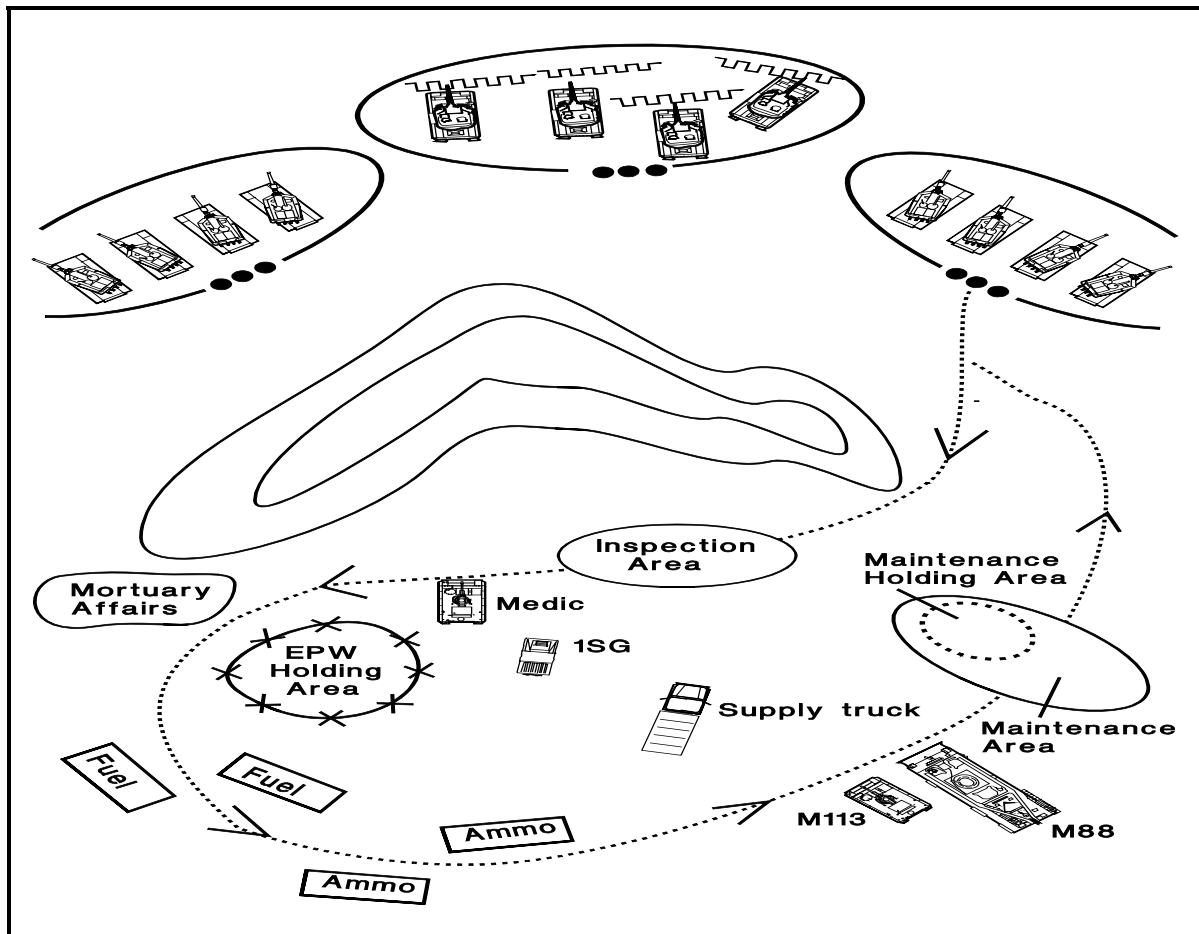 Inspection
Area
Maintenance
Holding Area
Mortuary
Affairs
Medic
EPW
Holding
Area
1SG
Supply truck
Maintenance
Area
Fuel
Fuel
M113
M88
Ammo
Ammo